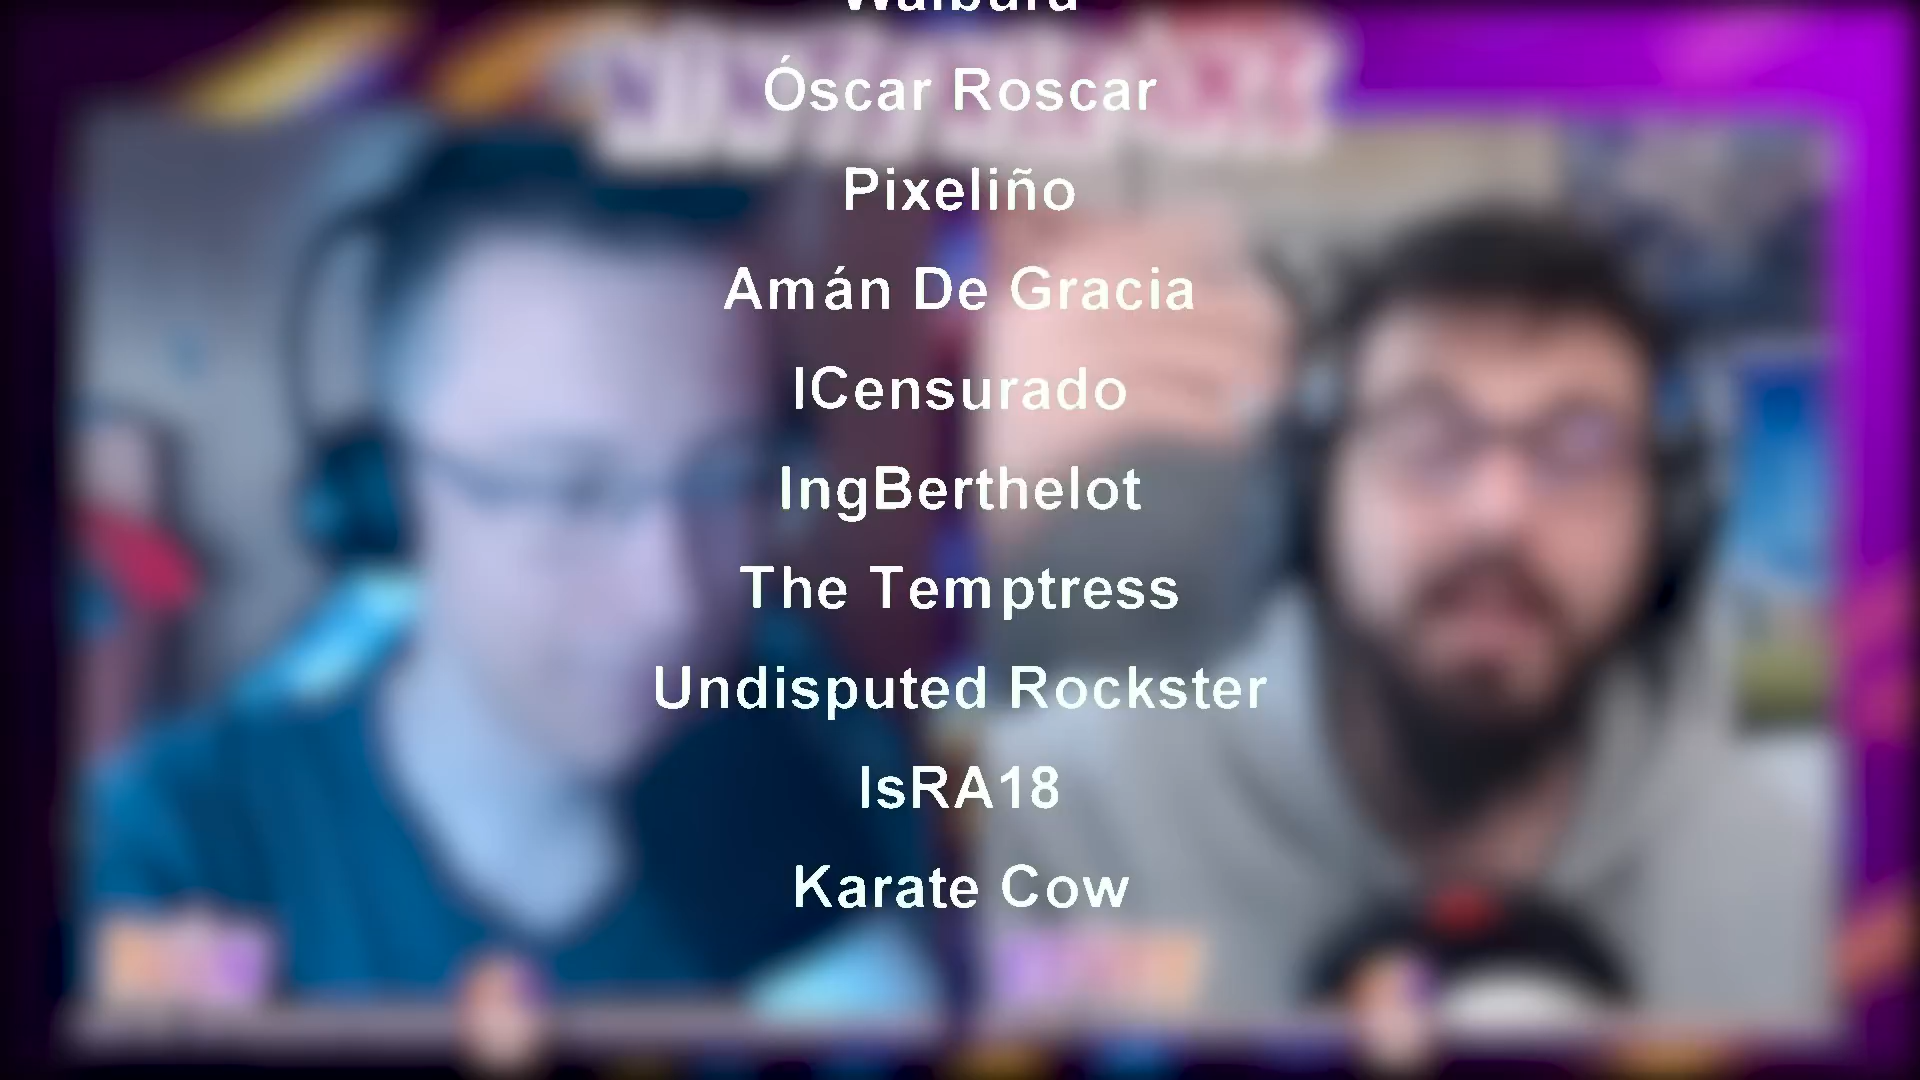 Óscar Roscar
Pixeliño
Amán De Gracia
ICensurado
IngBerthelot
The Temptress
Undisputed Rockster
IsRA18
Karate Cow